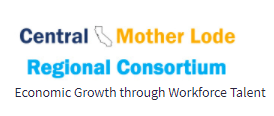 Central Mother Lode
Regional Consortium
Economic Growth through Workforce Talent